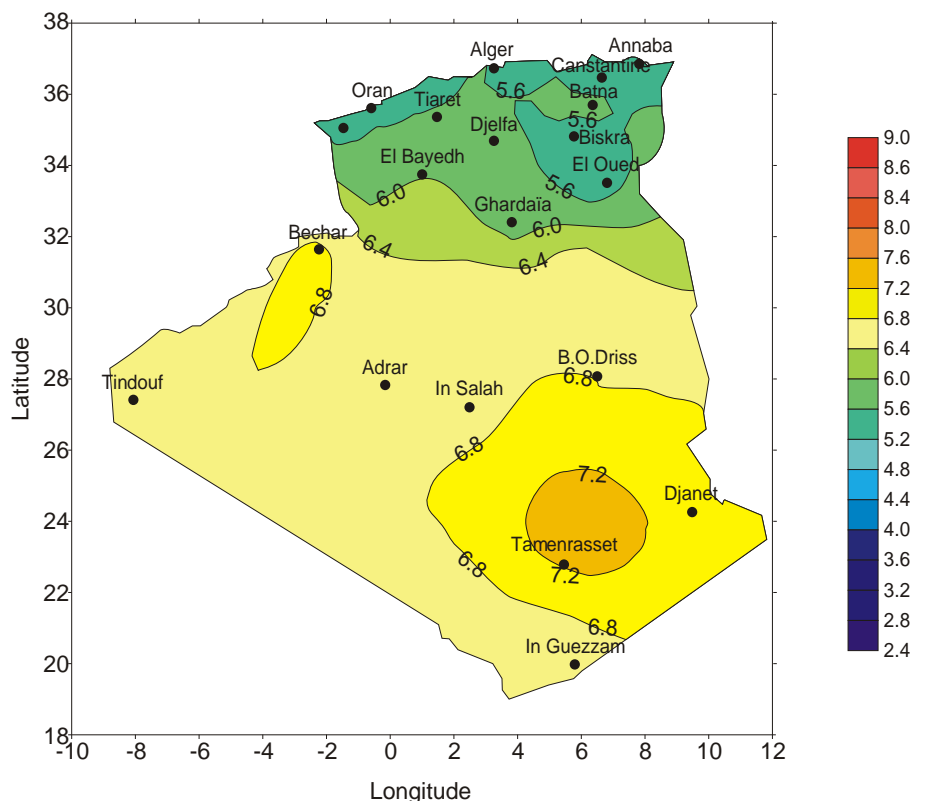 38
36
34
32
30
28
26
24
22
20
18
Latitude
-10 -8 -6 -4 -2 0 2 4 6 8 10 12
Longitude
Annaba
Alger
Canstantine
5.6
Oran
Tiaret
Batna
5.6
Djelfa
Biskra
El Bayedh
El Oued
5.6
6.0
Ghardaïa
6.0
Bechar
6.4
6.4
6.8
B.O.Driss
Adrar
6.8
Tindouf
In Salah
6.8
7.2
Djanet
Tamenrasset
6.8
7.2
6.8
In Guezzam
9.0
8.6
8.4
8.0
7.6
7.2
6.8
6.4
6.0
5.6
5.2
4.8
4.4
4.0
3.6
3.2
2.8
2.4